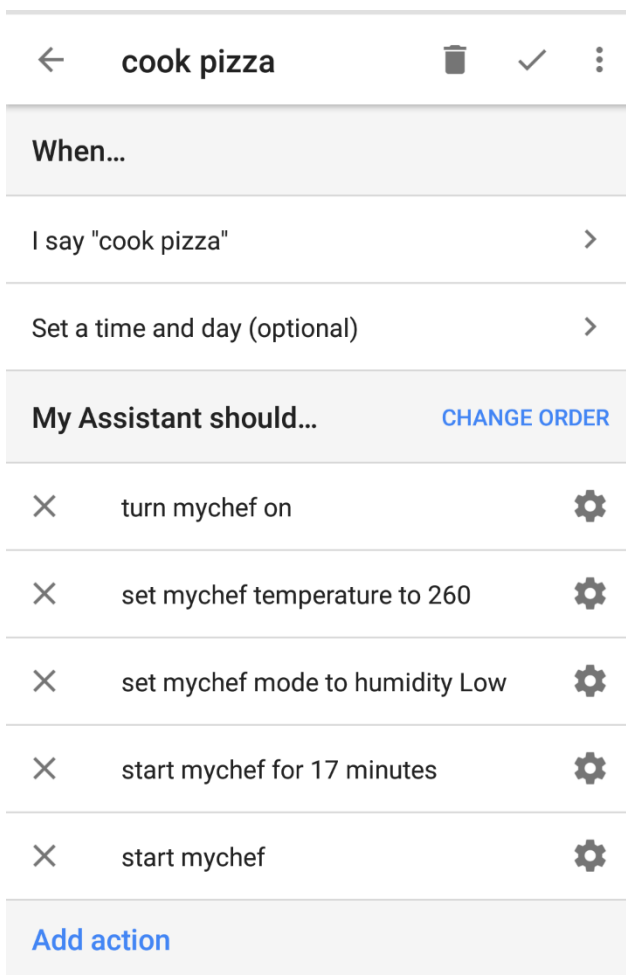 cook pizza
When...
I say "cook pizza"
Set a time and day (optional)
My Assistant should... CHANGE ORDER
turn mychef on
set mychef temperature to 260
set mychef mode to humidity Low
start mychef for 17 minutes
start mychef
Add action